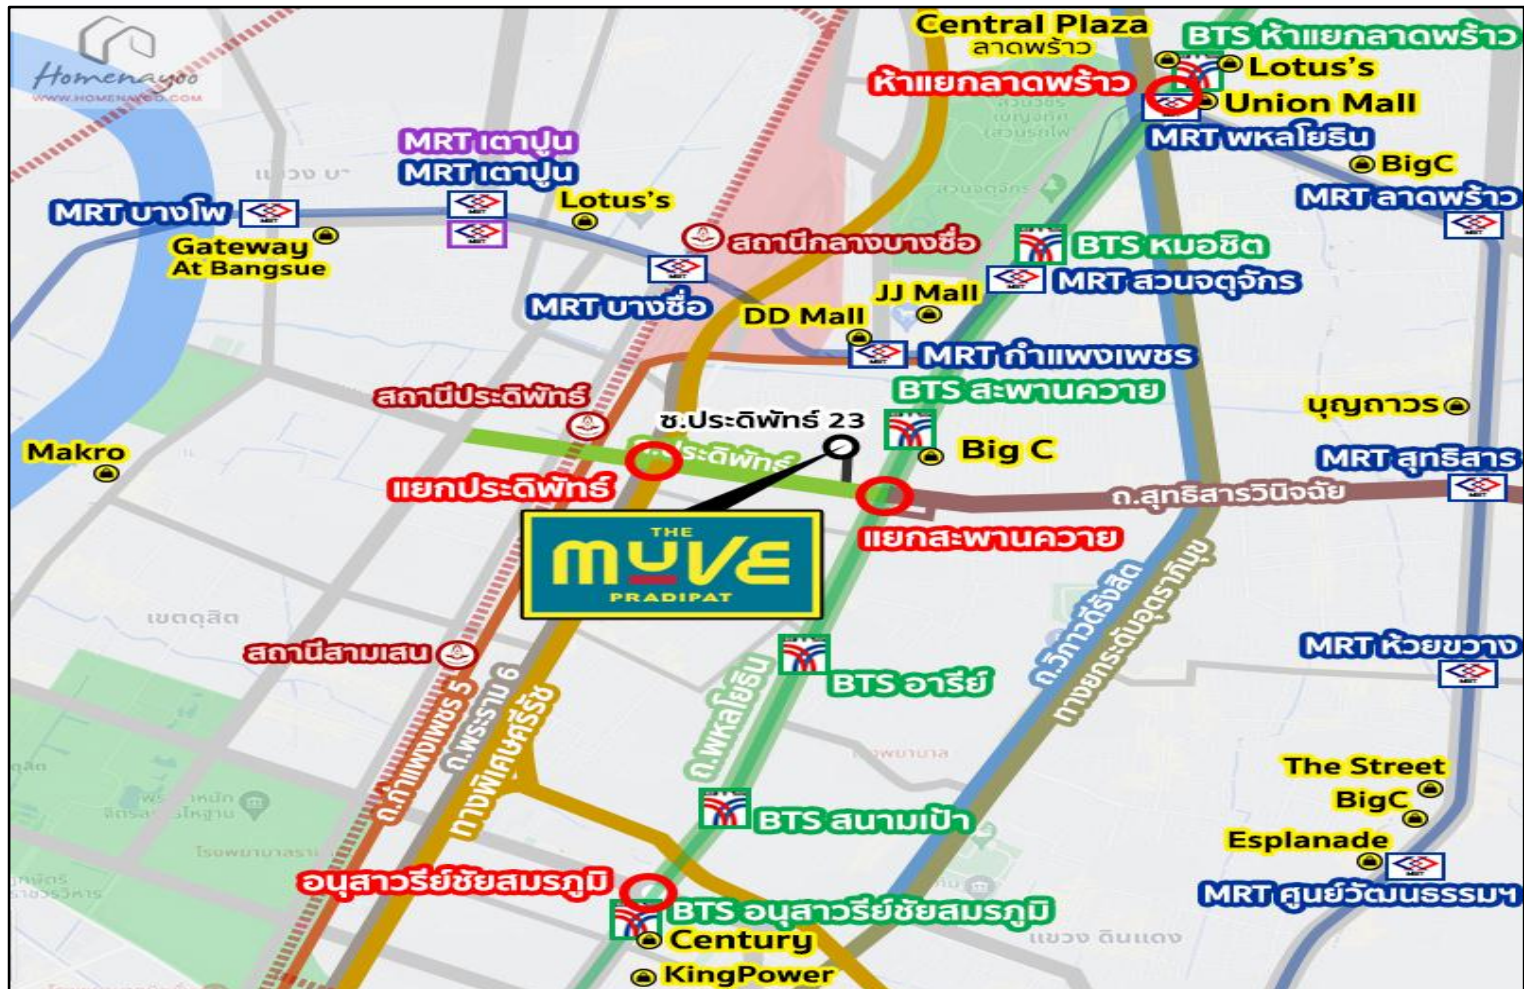 Homenayoo
WWW.HOMENAYOO.COM
Central Plaza
ลาดพร้าว
BTS ห้าแยกลาดพร้าว
Lotus's
ห้าแยกลาดพร้าว
Union Mall
MRT พหลโยธิน
BigC
MRT ลาดพร้าว
MRT เตาปูน
MRT เตาปูน
Lotus's
MRT บางโพ
Gateway
At Bangsue
สวนจตุจักร
สถานีกลางบางซื่อ
BTS หมอชิต
MRT สวนจตุจักร
MRT บางซื่อ
JJ Mall
DD Mall
MRT กำแพงเพชร
BTS สะพานควาย
สถานีประดิพัทธ์
ซ.ประดิพัทธ์ 23
บุญถาวร
Makro
Big C
MRT สุทธิสาร
แยกประดิพัทธ์
ถ.ประดิพัทธ์
ถ.สุทธิสารวินิจฉัย
แยกสะพานควาย
THE
MUVE
PRADIPAT
เขตดุสิต
สถานีสามเสน
BTS อารีย์
MRT ห้วยขวาง
ถ.กำแพงเพชร 5
ถ.พระราม 6
ทางพิเศษศรีรัช
ถ.พหลโยธิน
ถ.วิภาวดีรังสิต
ทางยกระดับอุตราภิมุข
The Street
BigC
BTS สนามเป้า
Esplanade
MRT ศูนย์วัฒนธรรมฯ
อนุสาวรีย์ชัยสมรภูมิ
BTS อนุสาวรีย์ชัยสมรภูมิ
Century
แขวง ดินแดง
KingPower